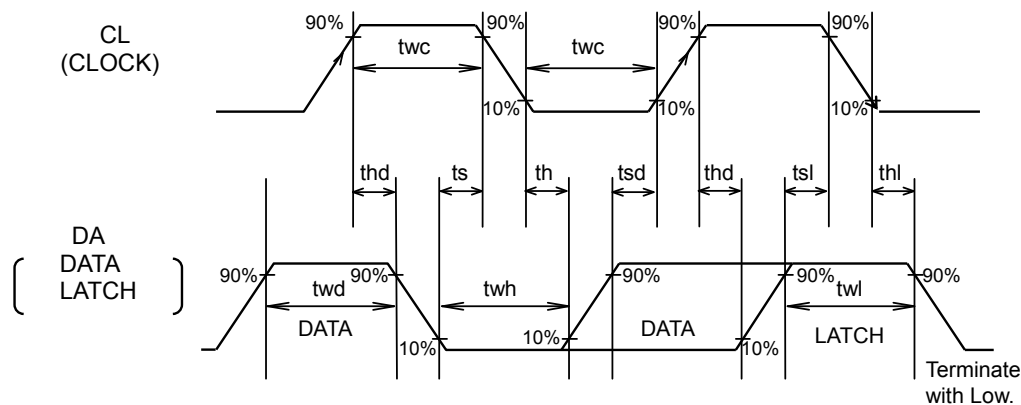 CL
(CLOCK)
90%
90%
90%
90%
twc
twc
10%
10%
10%
thd
ts
th
tsd
thd
tsl
thl
DA
DATA
LATCH
90%
90%
90%
90%
90%
twd
twh
twl
DATA
DATA
LATCH
10%
10%
10%
Terminate
with Low.